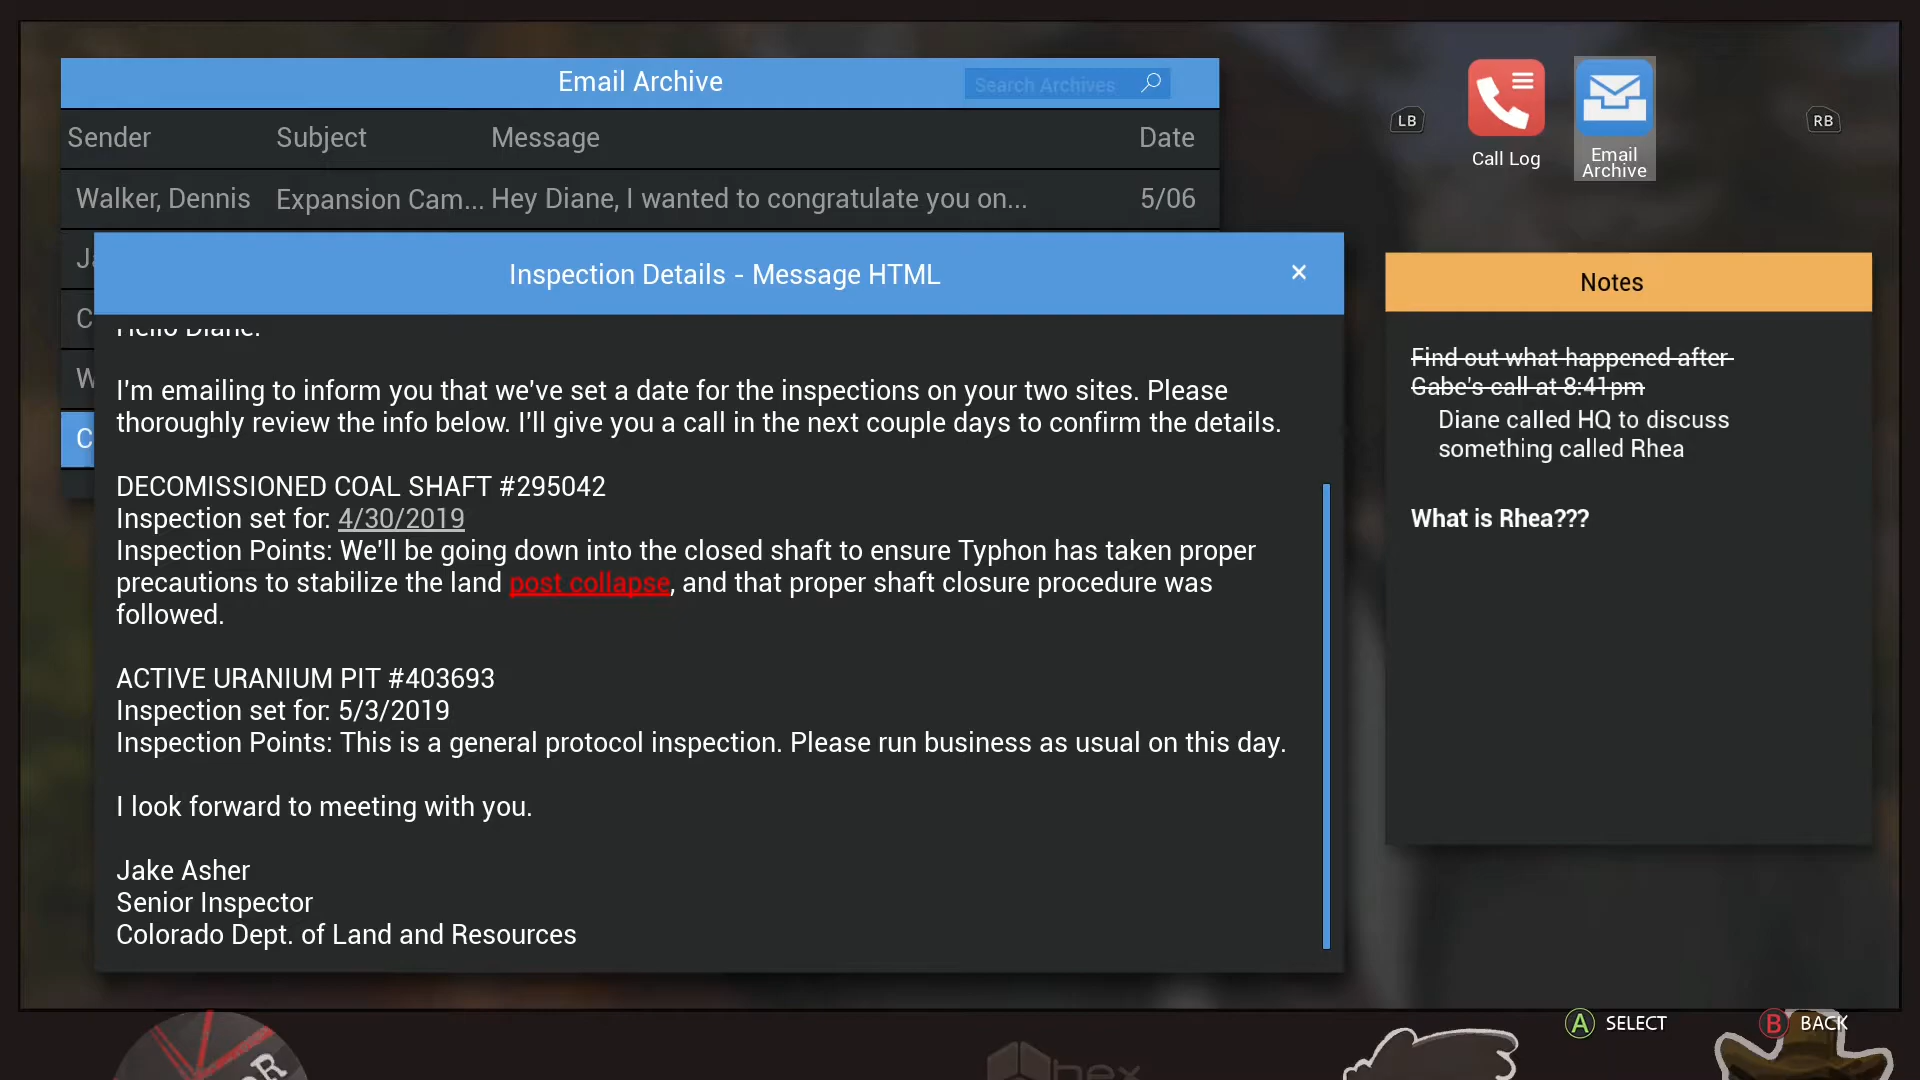 Email Archive
Search Archives
Call Log
Email
Archive
LB
RB
Sender Subject Message Date
Walker, Dennis Expansion Cam... Hey Diane, I wanted to congratulate you on... 5/06
Ja
C
W
C
Inspection Details - Message HTML
×
Hello Diane.
I'm emailing to inform you that we've set a date for the inspections on your two sites. Please
thoroughly review the info below. I'll give you a call in the next couple days to confirm the details.
DECOMISSIONED COAL SHAFT #295042
Inspection set for: 4/30/2019
Inspection Points: We'll be going down into the closed shaft to ensure Typhon has taken proper
precautions to stabilize the land post collapse, and that proper shaft closure procedure was
followed.
ACTIVE URANIUM PIT #403693
Inspection set for: 5/3/2019
Inspection Points: This is a general protocol inspection. Please run business as usual on this day.
I look forward to meeting with you.
Jake Asher
Senior Inspector
Colorado Dept. of Land and Resources
Notes
Find out what happened after
Gabe's call at 8:41pm
Diane called HQ to discuss
something called Rhea
What is Rhea???
A SELECT
B BACK
hex